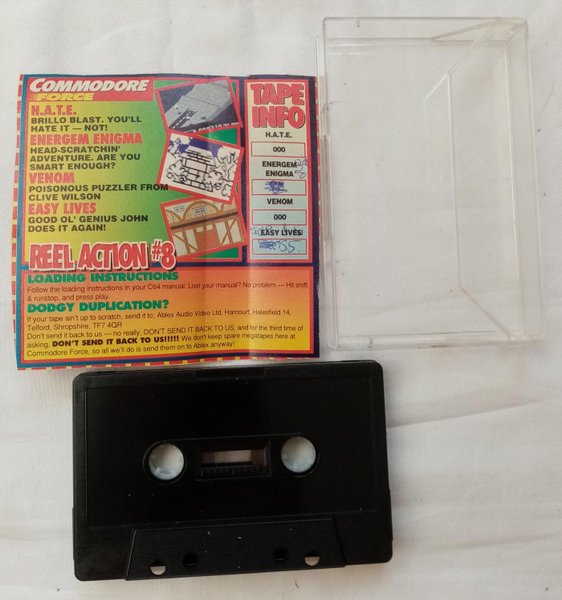 COMMODORE
FORCE
H.A.T.E.
BRILLO BLAST. YOU'LL
HATE IT — NOT!
ENERGEM ENIGMA
HEAD-SCRATCHIN'
ADVENTURE. ARE YOU
SMART ENOUGH?
VENOM
POISONOUS PUZZLER FROM
CLIVE WILSON
EASY LIVES
GOOD OL' GENIUS JOHN
DOES IT AGAIN!
REEL ACTION #8
TAPE
INFO
H.A.T.E.
000
ENERGEM
ENIGMA
VENOM
000
EASY LIVES
65
LOADING INSTRUCTIONS
Follow the loading instructions in your C64 manual. Lost your manual? No problem — Hit shift
& runstop, and press play.
DODGY DUPLICATION?
If your tape ain't up to scratch, send it to; Ablex Audio Video Ltd, Harcourt, Halesfield 14,
Telford, Shropshire, TF7 4QR
Don't send it back to us — no really, DON'T SEND IT BACK TO US, and for the third time of
asking, DON'T SEND IT BACK TO US!!!!! We don't keep spare megatapes here at
Commodore Force, so all we'll do is send them on to Ablex anyway!